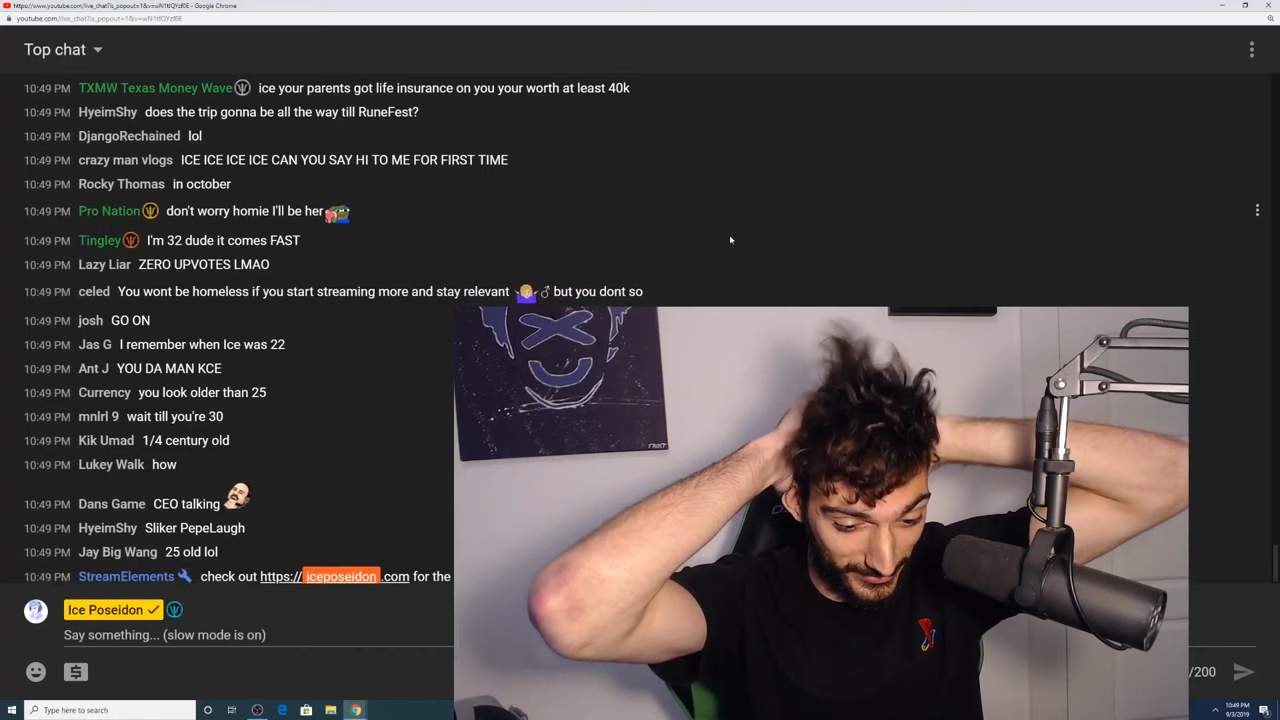 https://www.youtube.com/live_chat?is_popout=1&v=wN1tIQYzf0E - Google Chrome
youtube.com/live_chat?is_popout=1&v=wN1tIQYzf0E
Top chat
10:49 PM TXMW Texas Money Wave ice your parents got life insurance on you your worth at least 40k
10:49 PM HyeimShy does the trip gonna be all the way till RuneFest?
10:49 PM DjangoRechained lol
10:49 PM crazy man vlogs ICE ICE ICE ICE CAN YOU SAY HI TO ME FOR FIRST TIME
10:49 PM Rocky Thomas in october
10:49 PM Pro Nation don't worry homie I'll be her
10:49 PM Tingley I'm 32 dude it comes FAST
10:49 PM Lazy Liar ZERO UPVOTES LMAO
10:49 PM celed You wont be homeless if you start streaming more and stay relevant 🤷🏼 ♂ but you dont so
10:49 PM josh GO ON
10:49 PM Jas G I remember when Ice was 22
10:49 PM Ant J YOU DA MAN KCE
10:49 PM Currency you look older than 25
10:49 PM mnlrl 9 wait till you're 30
10:49 PM Kik Umad 1/4 century old
10:49 PM Lukey Walk how
10:49 PM Dans Game CEO talking
10:49 PM HyeimShy Sliker PepeLaugh
10:49 PM Jay Big Wang 25 old lol
10:49 PM StreamElements check out https://iceposeidon.com for the
Ice Poseidon
Say something... (slow mode is on)
/200
Type here to search
10:49 PM
9/3/2019